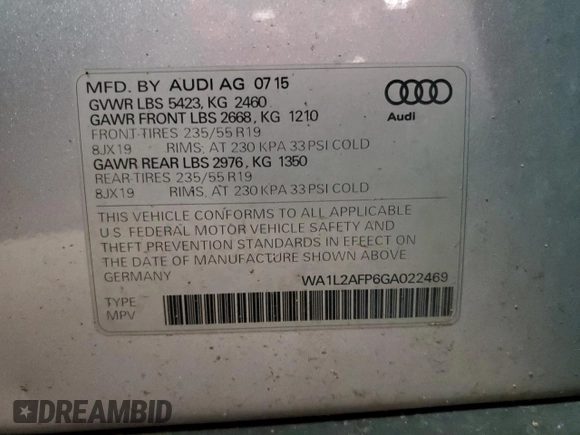 MFD. BY AUDI AG 07 15
GVWR LBS 5423, KG 2460
GAWR FRONT LBS 2668, KG 1210
FRONT-TIRES 235/55 R19
8JX19 RIMS, AT 230 KPA 33 PSI COLD
GAWR REAR LBS 2976, KG 1350
REAR-TIRES 235/55 R19
8JX19 RIMS, AT 230 KPA 33 PSI COLD
Audi
THIS VEHICLE CONFORMS TO ALL APPLICABLE
U.S. FEDERAL MOTOR VEHICLE SAFETY AND
THEFT PREVENTION STANDARDS IN EFFECT ON
THE DATE OF MANUFACTURE SHOWN ABOVE.
GERMANY
WA1L2AFP6GA022469
TYPE
MPV
DREAMBID